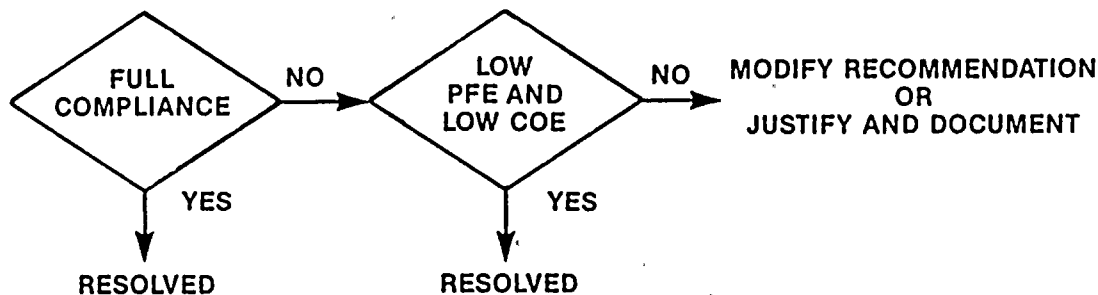 FULL
COMPLIANCE
NO
YES
RESOLVED
LOW
PFE AND
LOW COE
NO
YES
RESOLVED
MODIFY RECOMMENDATION
OR
JUSTIFY AND DOCUMENT